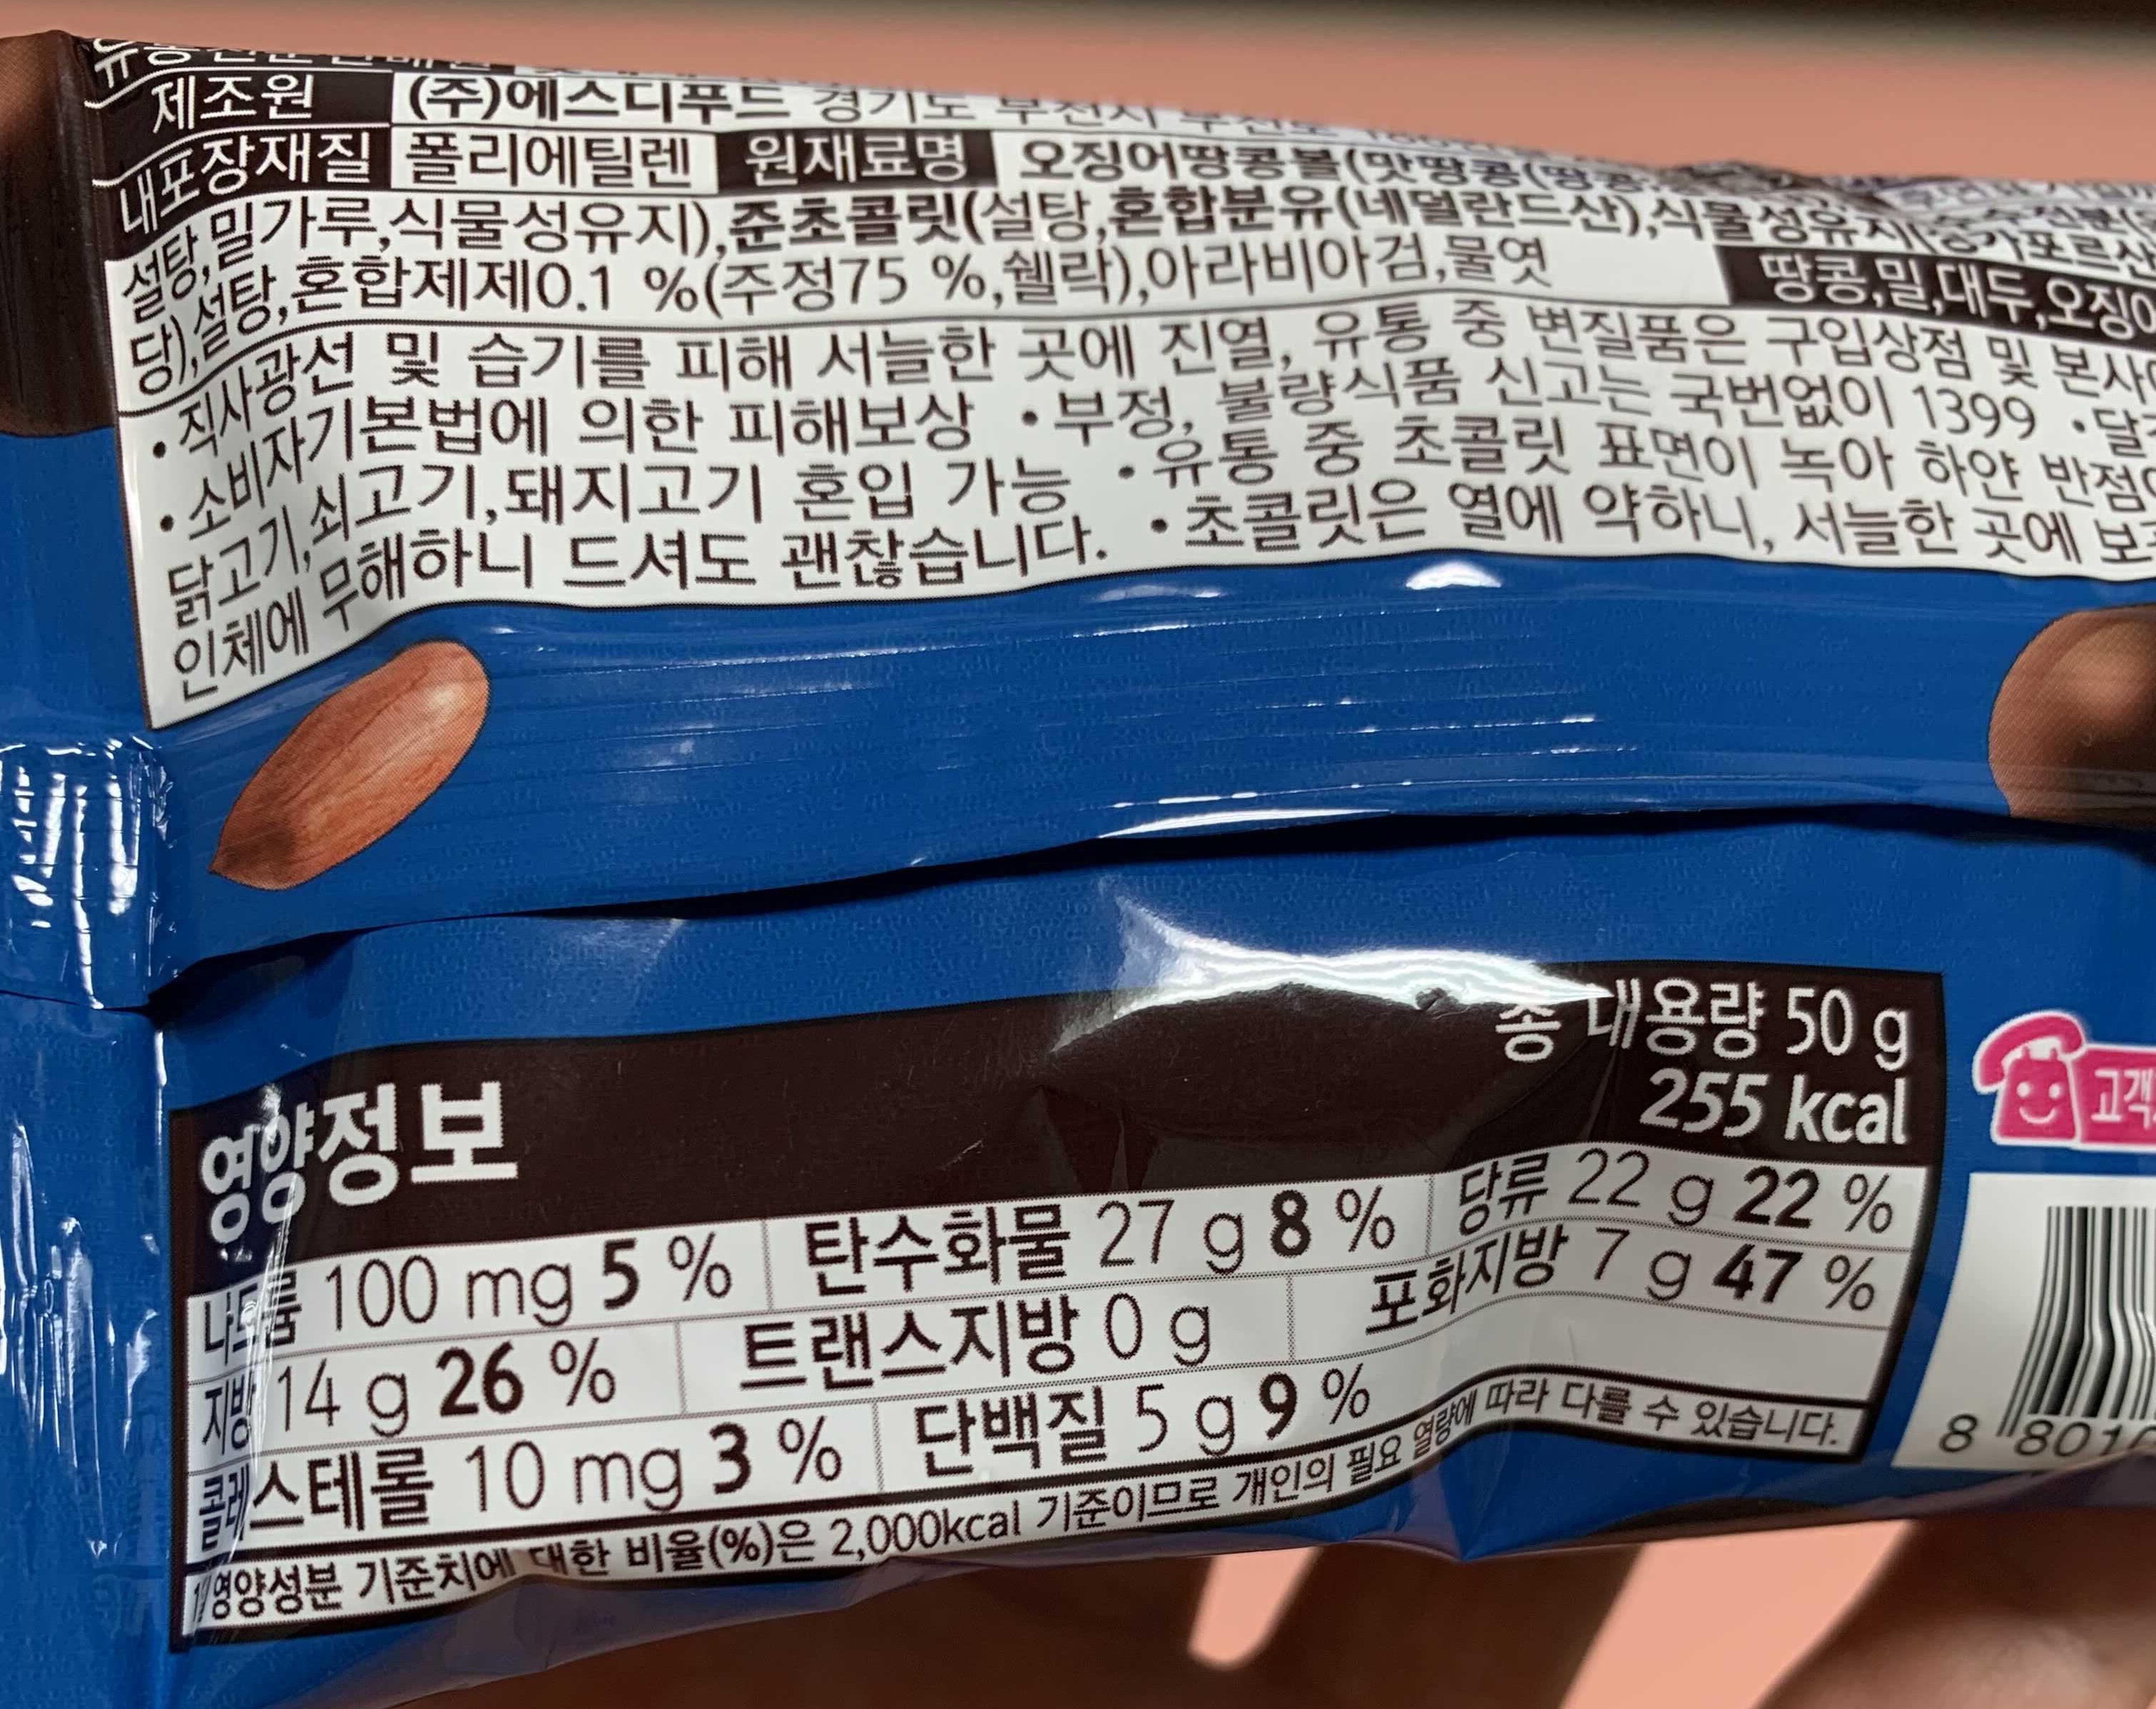 제조원 (주)에스디푸드 경기도 부천시
내포장재질 폴리에틸렌 원재료명 오징어땅콩볼(맛땅콩(땅콩
설탕,밀가루,식물성유지),준초콜릿(설탕,혼합분유(네덜란드산),식물성유지(싱가포르산
당),설탕,혼합제제0.1 %(주정75 %,쉘락),아라비아검,물엿 땅콩,밀,대두,오징어
•직사광선 및 습기를 피해 서늘한 곳에 진열, 유통 중 변질품은 구입상점 및 본사
•소비자기본법에 의한 피해보상 •부정, 불량식품 신고는 국번없이 1399 •달
닭고기,쇠고기,돼지고기 혼입 가능 •유통 중 초콜릿 표면이 녹아 하얀 반점
인체에 무해하니 드셔도 괜찮습니다. •초콜릿은 열에 약하니, 서늘한 곳에 보
영양정보
총 내용량 50 g
255 kcal
나트륨 100 mg 5 % 탄수화물 27 g 8 % 당류 22 g 22 %
지방 14 g 26 % 트랜스지방 0 g 포화지방 7 g 47 %
콜레스테롤 10 mg 3 % 단백질 5 g 9 %
1일 영양성분 기준치에 대한 비율(%)은 2,000kcal 기준이므로 개인의 필요 열량에 따라 다를 수 있습니다.
고객
8 801